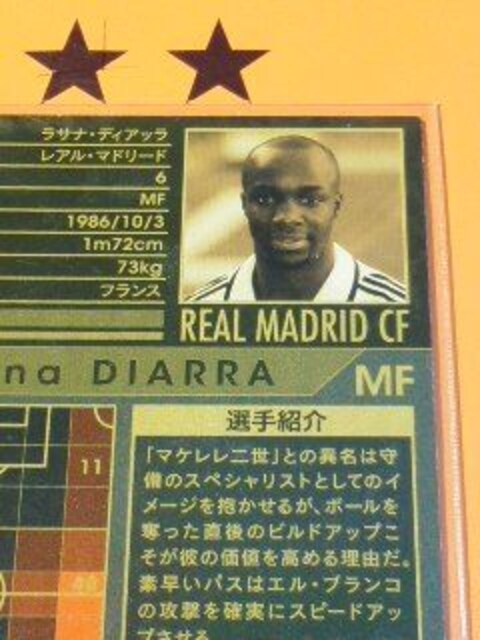 ラサナ・ディアッラ
レアル・マドリード
6
MF
1986/10/3
1m72cm
73kg
フランス
REAL MADRID CF
na DIARRA
MF
選手紹介
11
「マケレレ二世」との異名は守
備のスペシャリストとしてのイ
メージを抱かせるが、ボールを
奪った直後のビルドアップこ
そが彼の価値を高める理由だ。
素早いパスはエル・ブランコ
の攻撃を確実にスピードアッ
プさせる